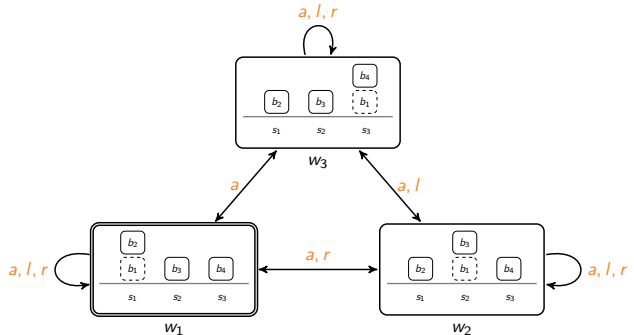 a, l, r
b₄
b₂ b₃ b₁
s₁ s₂ s₃
w₃
a
a, l
b₂
b₁ b₃ b₄
s₁ s₂ s₃
w₁
a, l, r
a, r
b₃
b₂ b₁ b₄
s₁ s₂ s₃
w₂
a, l, r